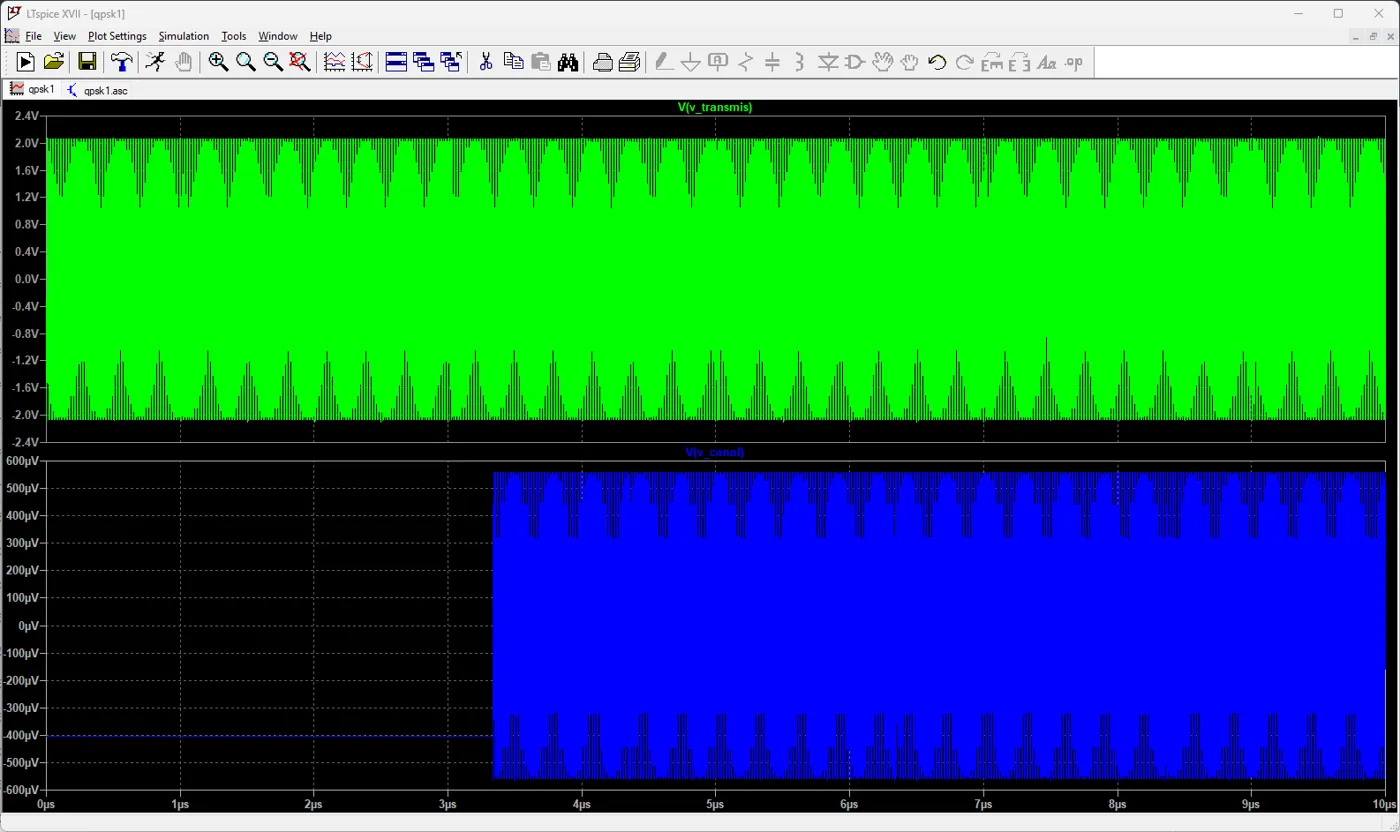 LTspice XVII - [qpsk1]
File View Plot Settings Simulation Tools Window Help
qpsk1 qpsk1.asc
V(v_transmis)
2.4V
2.0V
1.6V
1.2V
0.8V
0.4V
0.0V
-0.4V
-0.8V
-1.2V
-1.6V
-2.0V
-2.4V
V(v_canal)
600µV
500µV
400µV
300µV
200µV
100µV
0µV
-100µV
-200µV
-300µV
-400µV
-500µV
-600µV
0µs 1µs 2µs 3µs 4µs 5µs 6µs 7µs 8µs 9µs 10µs